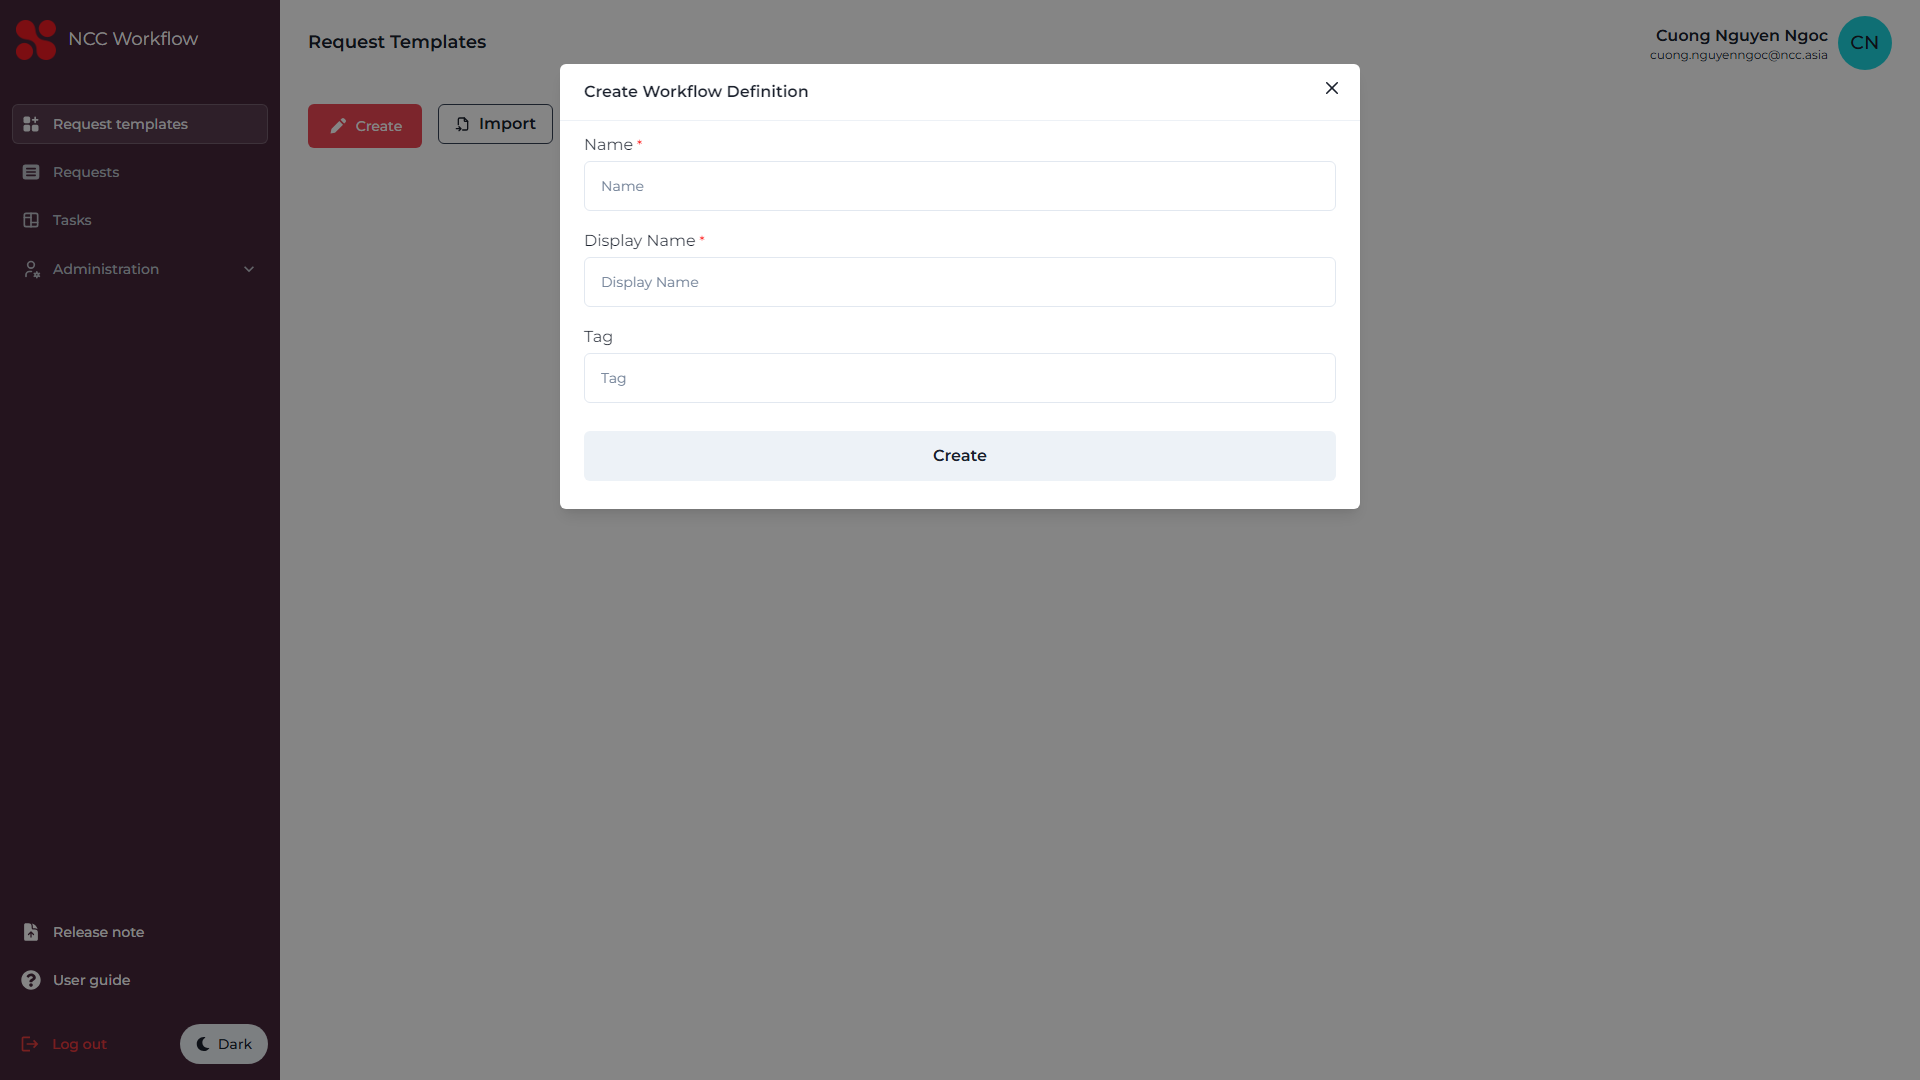 NCC Workflow
Request templates
Requests
Tasks
Administration
Release note
User guide
Log out
Dark
Request Templates
Cuong Nguyen Ngoc
cuong.nguyenngoc@ncc.asia
CN
Create
Import
Create Workflow Definition
Name *
Name
Display Name *
Display Name
Tag
Tag
Create